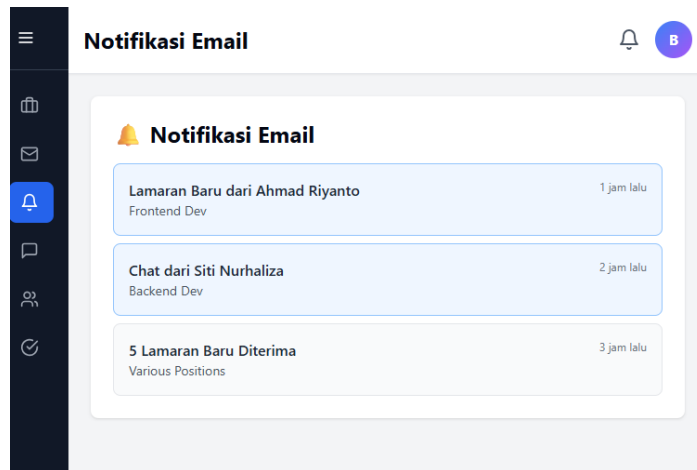 Notifikasi Email
B
Notifikasi Email
Lamaran Baru dari Ahmad Riyanto
1 jam lalu
Frontend Dev
Chat dari Siti Nurhaliza
2 jam lalu
Backend Dev
5 Lamaran Baru Diterima
3 jam lalu
Various Positions